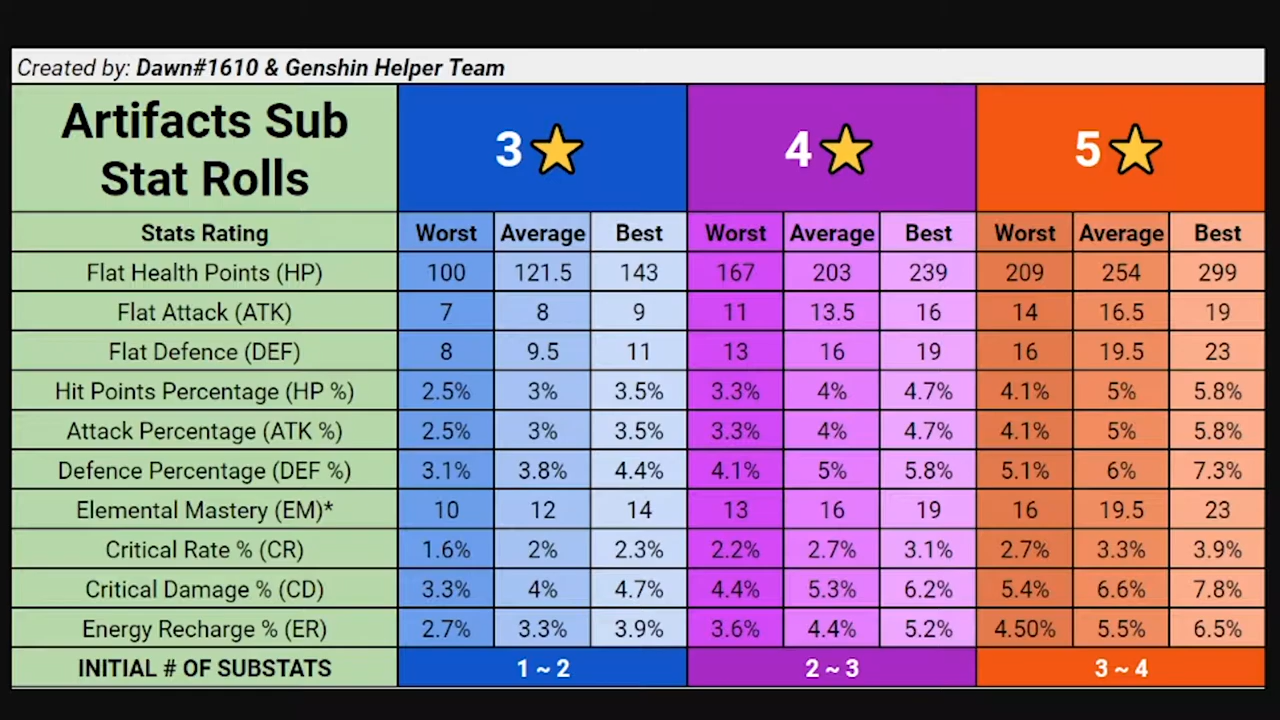 Created by: Dawn#1610 & Genshin Helper Team
Artifacts Sub
Stat Rolls
3 ⭐ 4 ⭐ 5 ⭐
Stats Rating Worst Average Best Worst Average Best Worst Average Best
Flat Health Points (HP) 100 121.5 143 167 203 239 209 254 299
Flat Attack (ATK) 7 8 9 11 13.5 16 14 16.5 19
Flat Defence (DEF) 8 9.5 11 13 16 19 16 19.5 23
Hit Points Percentage (HP %) 2.5% 3% 3.5% 3.3% 4% 4.7% 4.1% 5% 5.8%
Attack Percentage (ATK %) 2.5% 3% 3.5% 3.3% 4% 4.7% 4.1% 5% 5.8%
Defence Percentage (DEF %) 3.1% 3.8% 4.4% 4.1% 5% 5.8% 5.1% 6% 7.3%
Elemental Mastery (EM)* 10 12 14 13 16 19 16 19.5 23
Critical Rate % (CR) 1.6% 2% 2.3% 2.2% 2.7% 3.1% 2.7% 3.3% 3.9%
Critical Damage % (CD) 3.3% 4% 4.7% 4.4% 5.3% 6.2% 5.4% 6.6% 7.8%
Energy Recharge % (ER) 2.7% 3.3% 3.9% 3.6% 4.4% 5.2% 4.50% 5.5% 6.5%
INITIAL # OF SUBSTATS 1 ~ 2 2 ~ 3 3 ~ 4